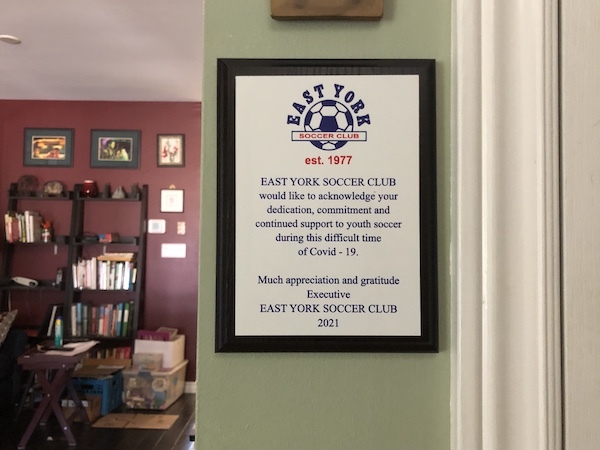 EAST YORK
SOCCER CLUB
est. 1977
EAST YORK SOCCER CLUB
would like to acknowledge your
dedication, commitment and
continued support to youth soccer
during this difficult time
of Covid - 19.
Much appreciation and gratitude
Executive
EAST YORK SOCCER CLUB
2021